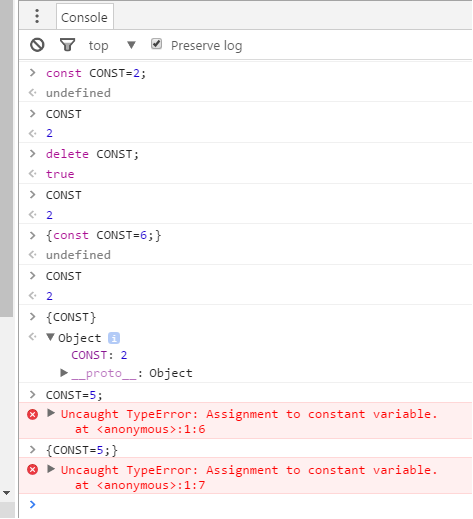 Console
top Preserve log
const CONST=2;
undefined
CONST
2
delete CONST;
true
CONST
2
{const CONST=6;}
undefined
CONST
2
{CONST}
Object i
CONST: 2
__proto__: Object
CONST=5;
Uncaught TypeError: Assignment to constant variable.
at <anonymous>:1:6
{CONST=5;}
Uncaught TypeError: Assignment to constant variable.
at <anonymous>:1:7